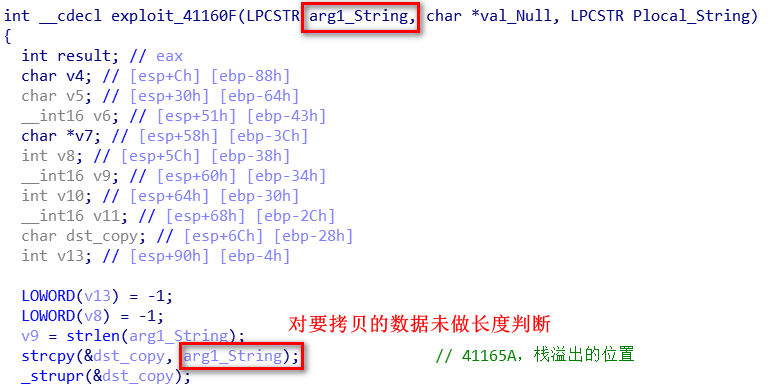 int __cdecl exploit_41160F(LPCSTR arg1_String, char *val_Null, LPCSTR Plocal_String)
{
int result; // eax
char v4; // [esp+Ch] [ebp-88h]
char v5; // [esp+30h] [ebp-64h]
__int16 v6; // [esp+51h] [ebp-43h]
char *v7; // [esp+58h] [ebp-3Ch]
int v8; // [esp+5Ch] [ebp-38h]
__int16 v9; // [esp+60h] [ebp-34h]
int v10; // [esp+64h] [ebp-30h]
__int16 v11; // [esp+68h] [ebp-2Ch]
char dst_copy; // [esp+6Ch] [ebp-28h]
int v13; // [esp+90h] [ebp-4h]
LOWORD(v13) = -1;
LOWORD(v8) = -1;
对要拷贝的数据未做长度判断
v9 = strlen(arg1_String);
strcpy(&dst_copy, arg1_String); // 41165A，栈溢出的位置
_strupr(&dst_copy);